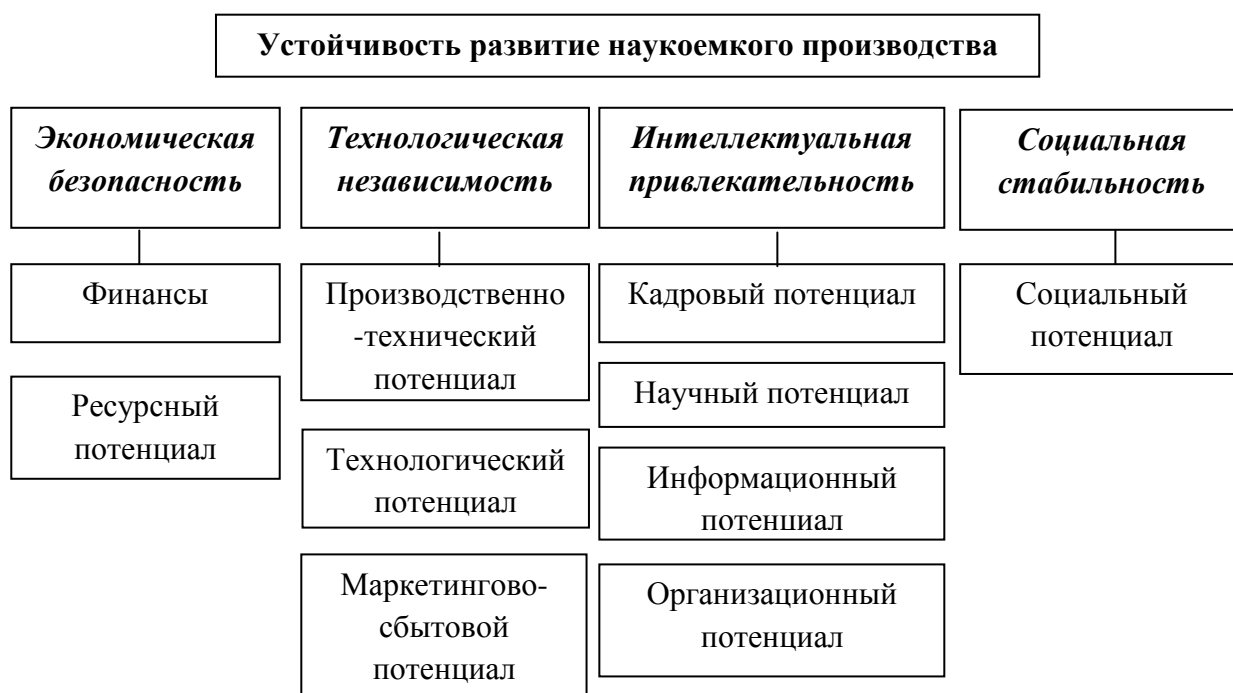 Устойчивость развитие наукоемкого производства
Экономическая
безопасность
Технологическая
независимость
Интеллектуальная
привлекательность
Социальная
стабильность
Финансы
Ресурсный
потенциал
Производственно
-технический
потенциал
Технологический
потенциал
Маркетингово-
сбытовой
потенциал
Кадровый потенциал
Научный потенциал
Информационный
потенциал
Организационный
потенциал
Социальный
потенциал